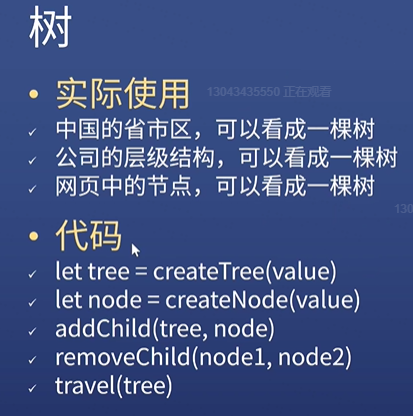 树
• 实际使用
13043435550 正在观看
✓ 中国的省市区，可以看成一棵树
✓ 公司的层级结构，可以看成一棵树
✓ 网页中的节点，可以看成一棵树
130
• 代码
✓ let tree = createTree(value)
✓ let node = createNode(value)
✓ addChild(tree, node)
✓ removeChild(node1, node2)
✓ travel(tree)